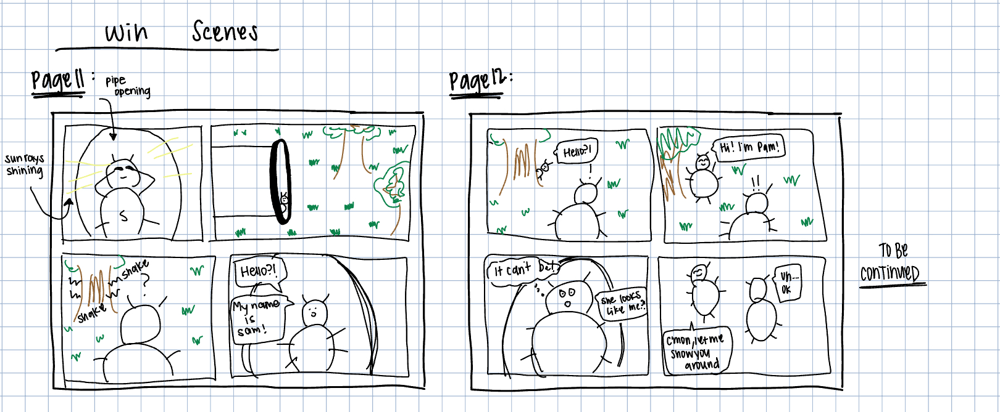 Win Scenes
Page 11:
pipe
opening
sun rays
shining
S
shake
?
shake
Hello?!
My name
is
sam!
Page 12:
Hello?!
!
Hi! I'm Pam!
!!
It can't be!
she looks
like me?!
Uh...
OK
C'mon, let me
show you
around
TO BE
CONTINUED